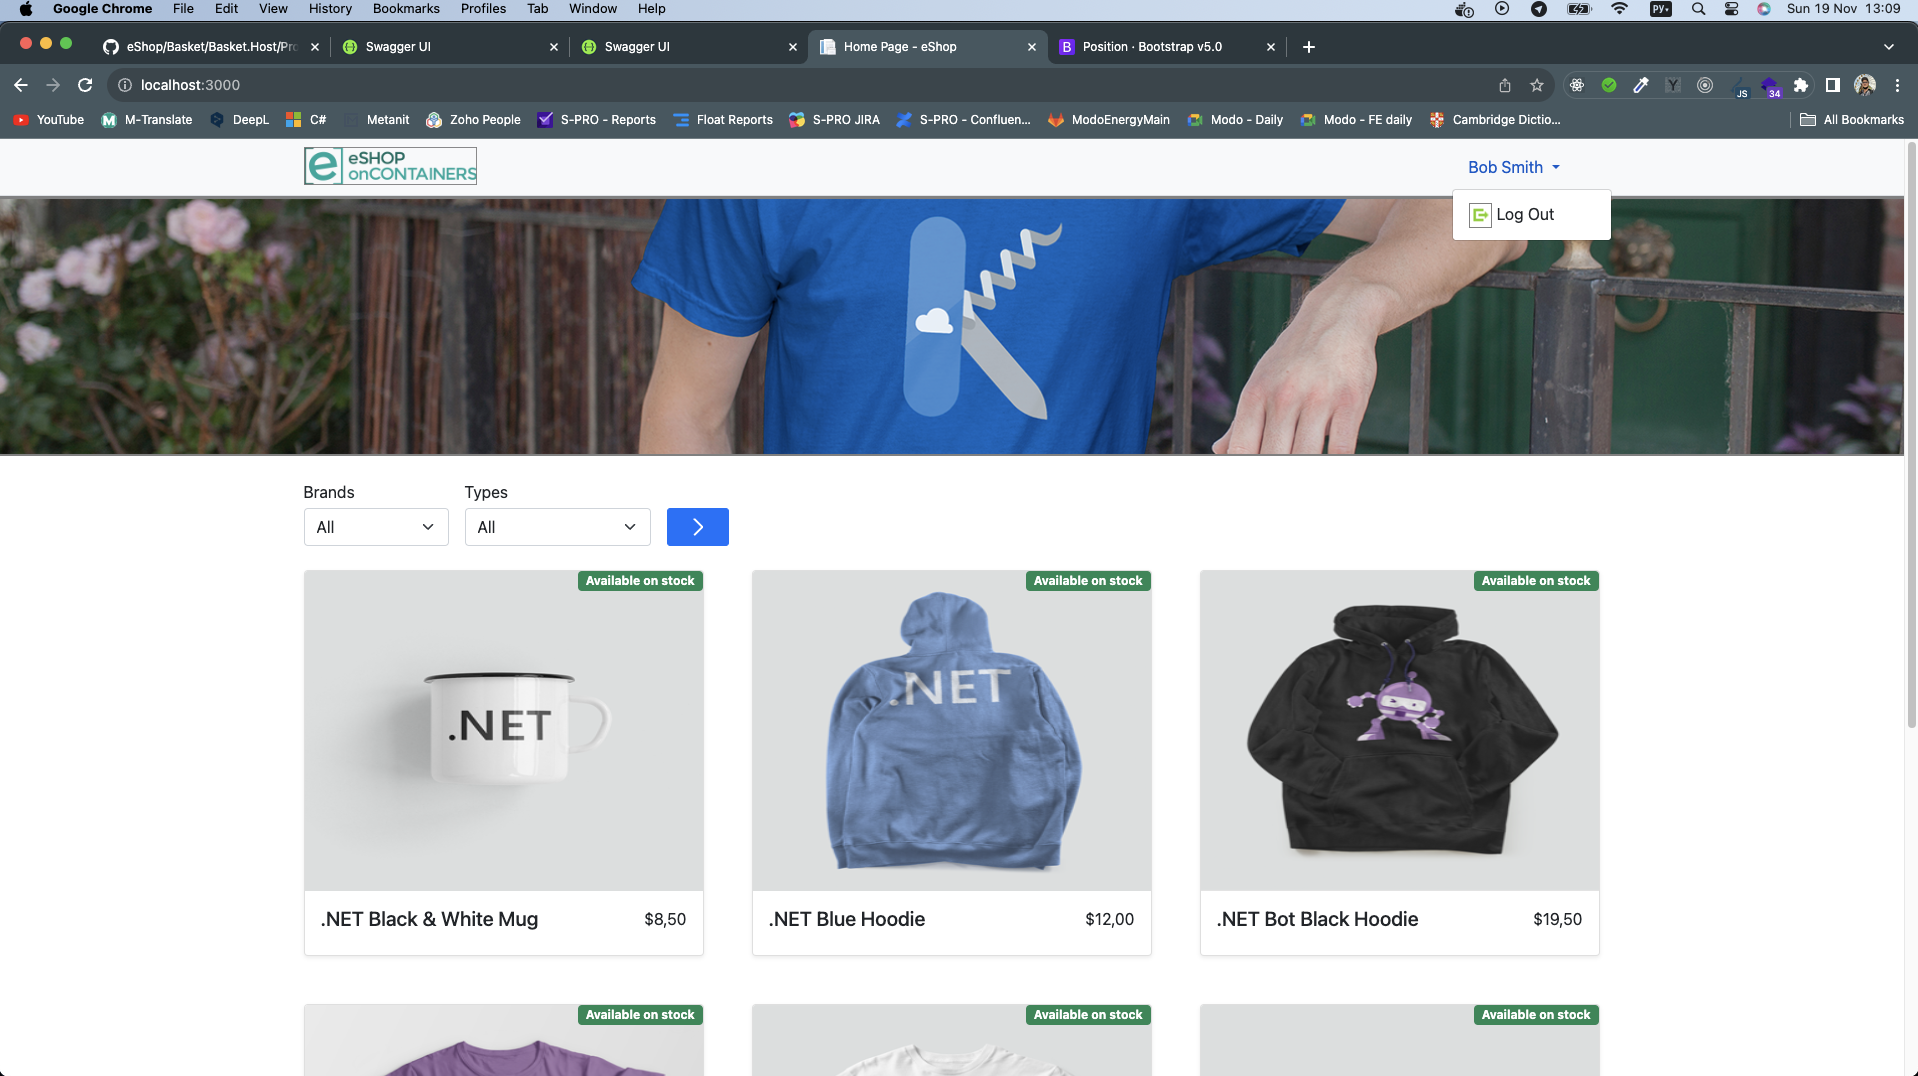 Google Chrome File Edit View History Bookmarks Profiles Tab Window Help РУ Sun 19 Nov 13:09
eShop/Basket/Basket.Host/Pro Swagger UI Swagger UI Home Page - eShop Position · Bootstrap v5.0
localhost:3000 JS 34
YouTube M-Translate DeepL C# Metanit Zoho People S-PRO - Reports Float Reports S-PRO JIRA S-PRO - Confluen... ModoEnergyMain Modo - Daily Modo - FE daily Cambridge Dictio... All Bookmarks
eSHOP
onCONTAINERS
Bob Smith
Log Out
Brands Types
All All
Available on stock Available on stock Available on stock
.NET .NET
.NET Black & White Mug $8,50 .NET Blue Hoodie $12,00 .NET Bot Black Hoodie $19,50
Available on stock Available on stock Available on stock